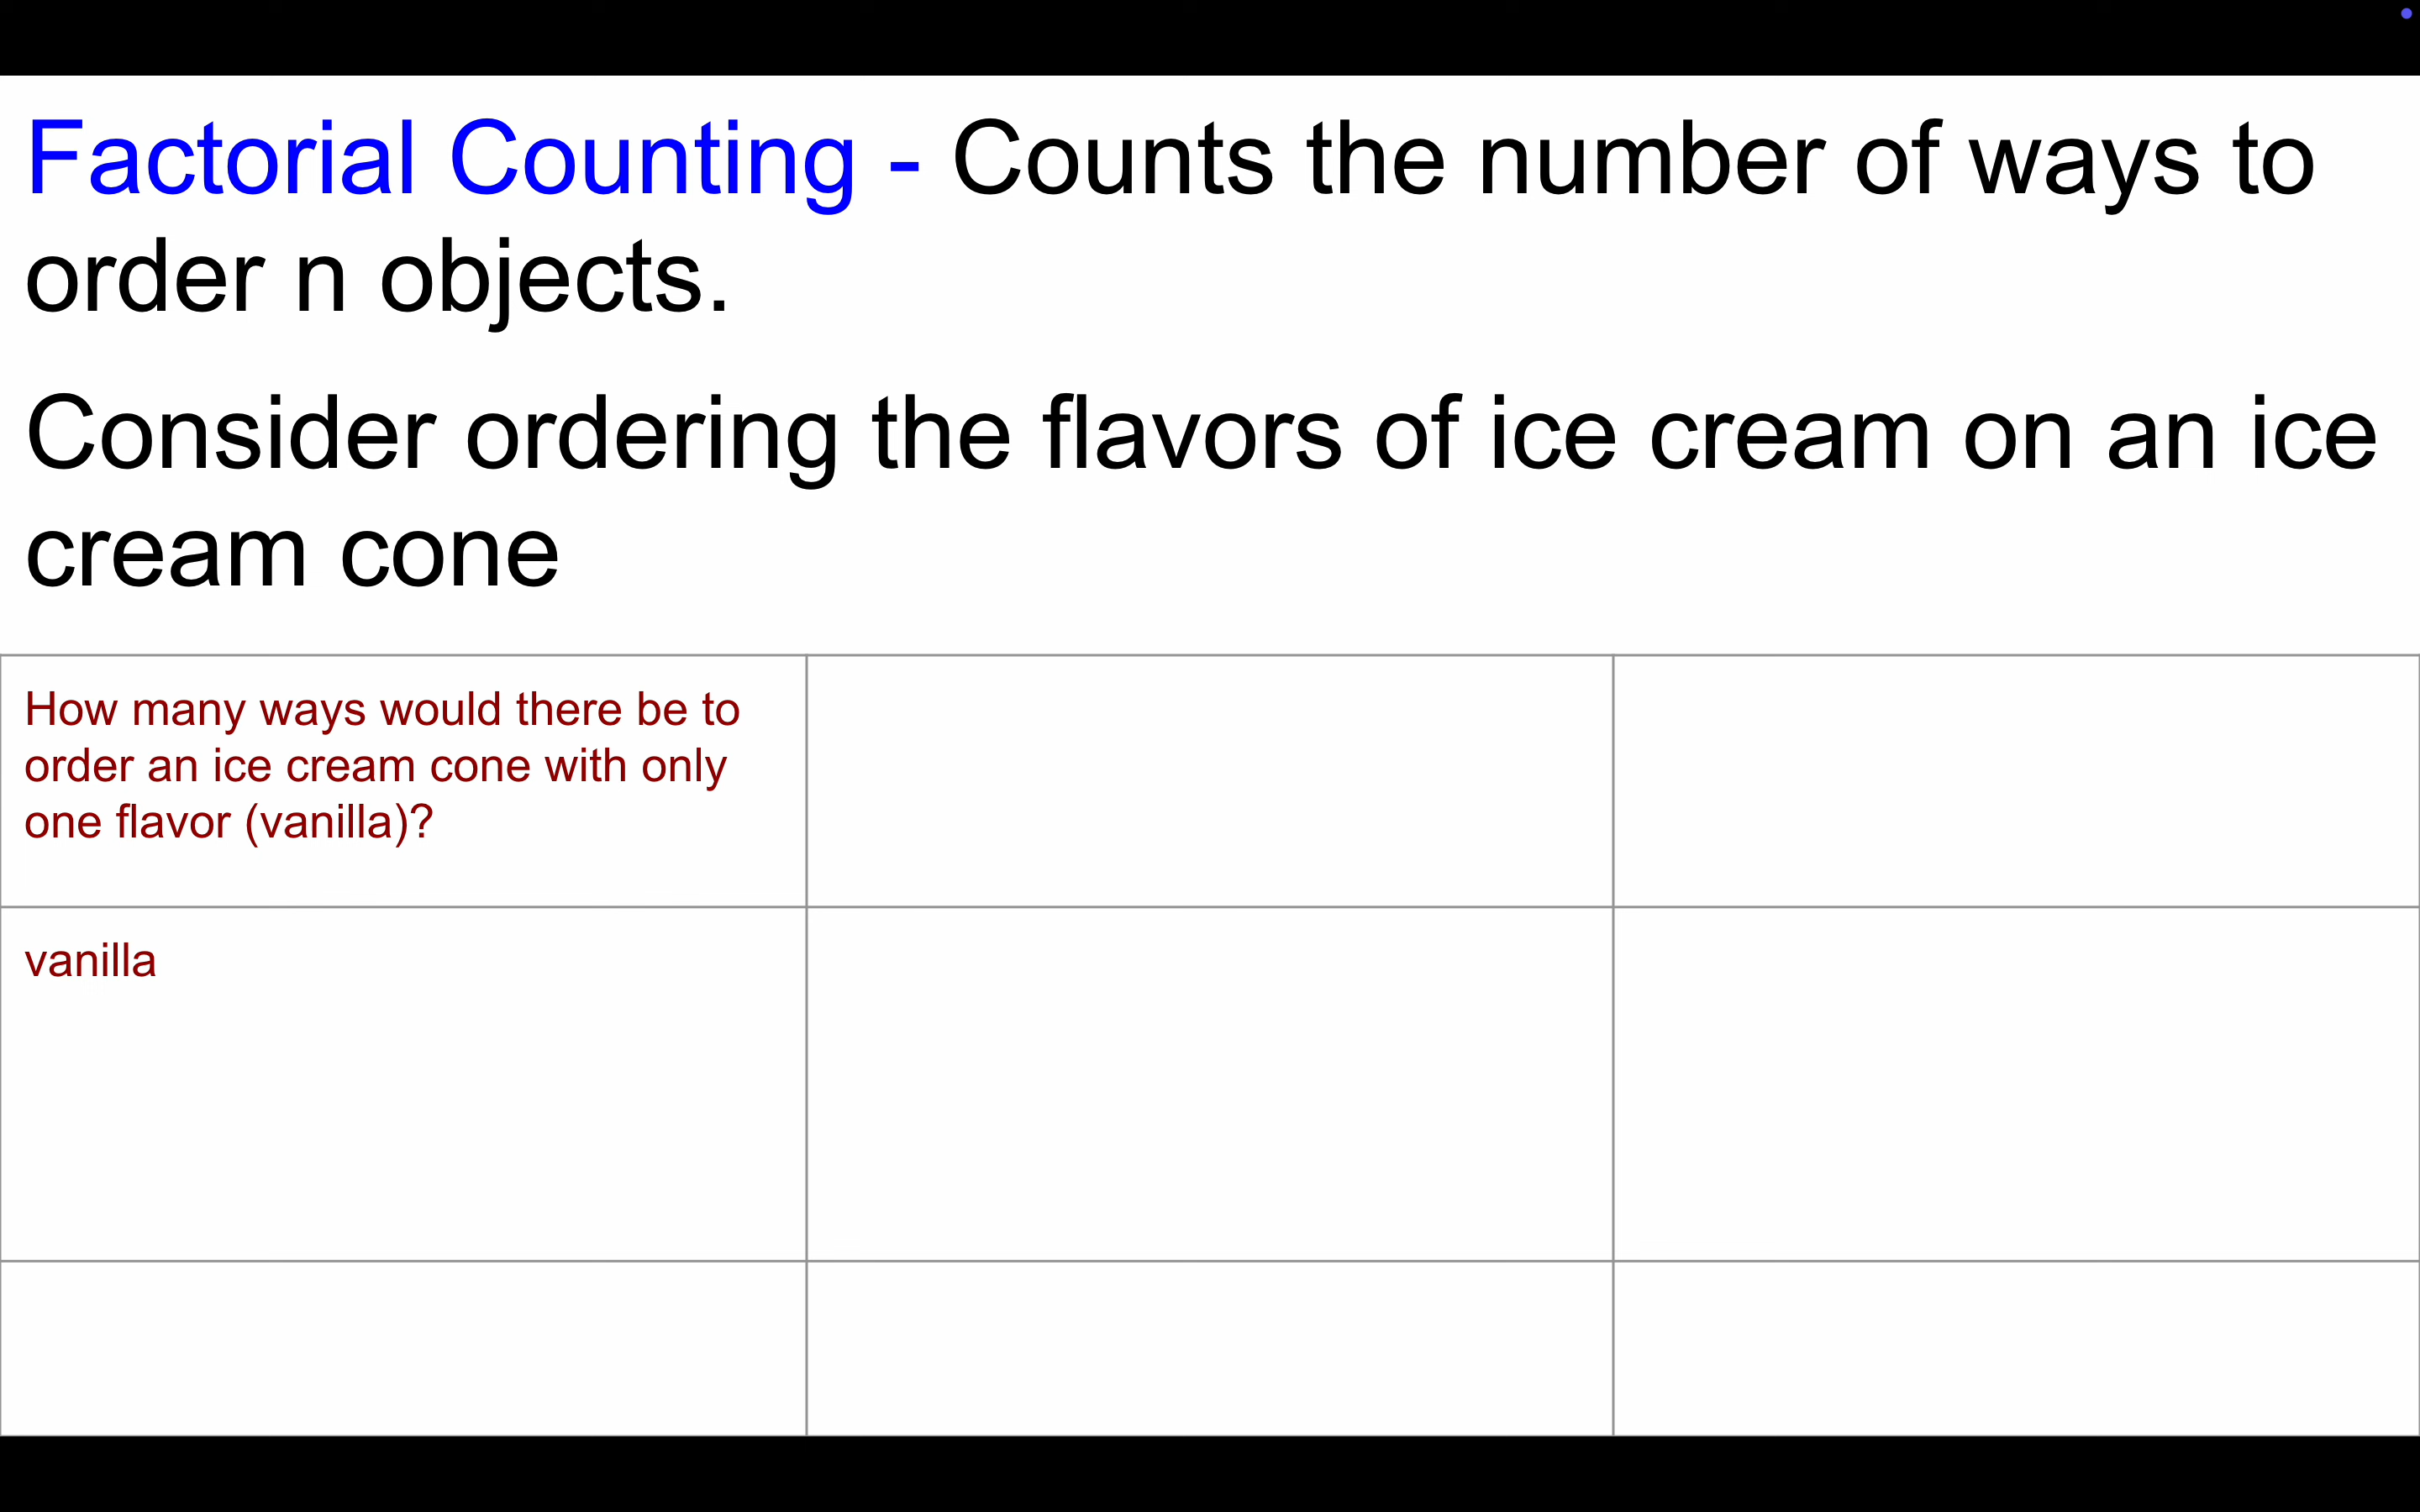 Factorial Counting - Counts the number of ways to
order n objects.
Consider ordering the flavors of ice cream on an ice
cream cone
How many ways would there be to
order an ice cream cone with only
one flavor (vanilla)?
vanilla